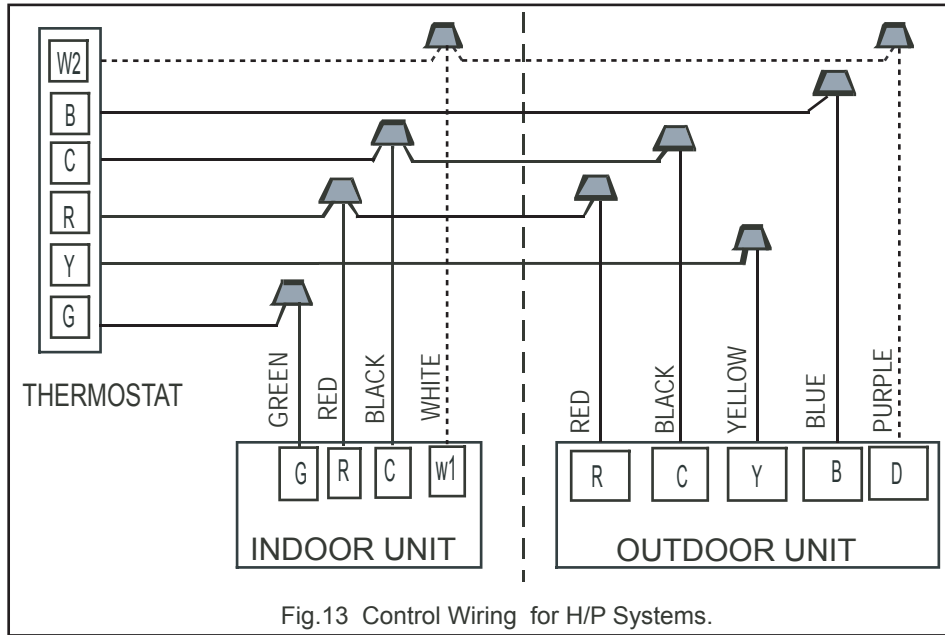 W2
B
C
R
Y
G
THERMOSTAT
GREEN
RED
BLACK
WHITE
RED
BLACK
YELLOW
BLUE
PURPLE
G R C w1
R C Y B D
INDOOR UNIT
OUTDOOR UNIT
Fig.13 Control Wiring for H/P Systems.